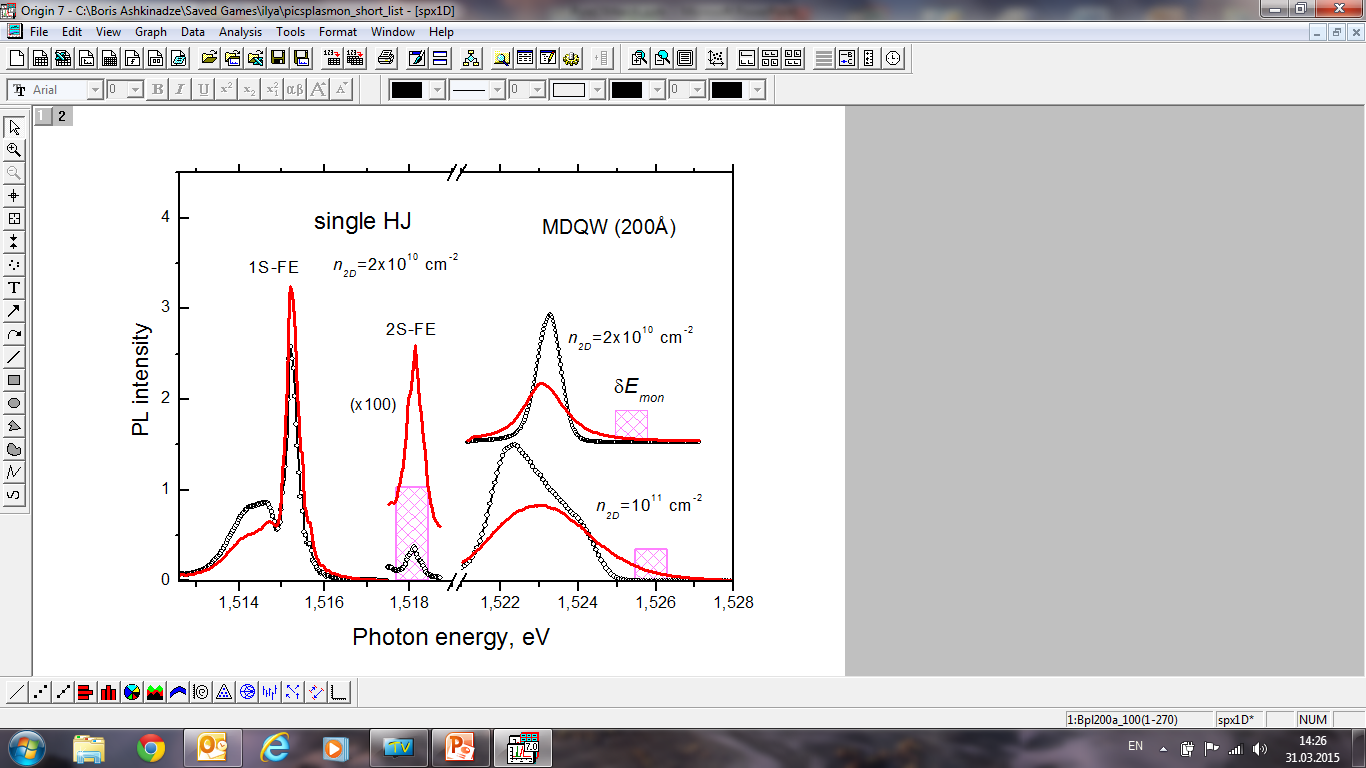 Origin 7 - C:\Boris Ashkinadze\Saved Games\ilya\picsplasmon_short_list - [spx1D]
File Edit View Graph Data Analysis Tools Format Window Help
Arial 0 B I U x² x₂ αβ A A 0 0
1 2
single HJ
MDQW (200Å)
1S-FE
n2D=2x10^10 cm^-2
2S-FE
n2D=2x10^10 cm^-2
(x100)
δEmon
n2D=10^11 cm^-2
PL intensity
4
3
2
1
0
1,514 1,516 1,518 1,522 1,524 1,526 1,528
Photon energy, eV
1:Bpl200a_100(1-270) spx1D* NUM
EN
14:26
31.03.2015